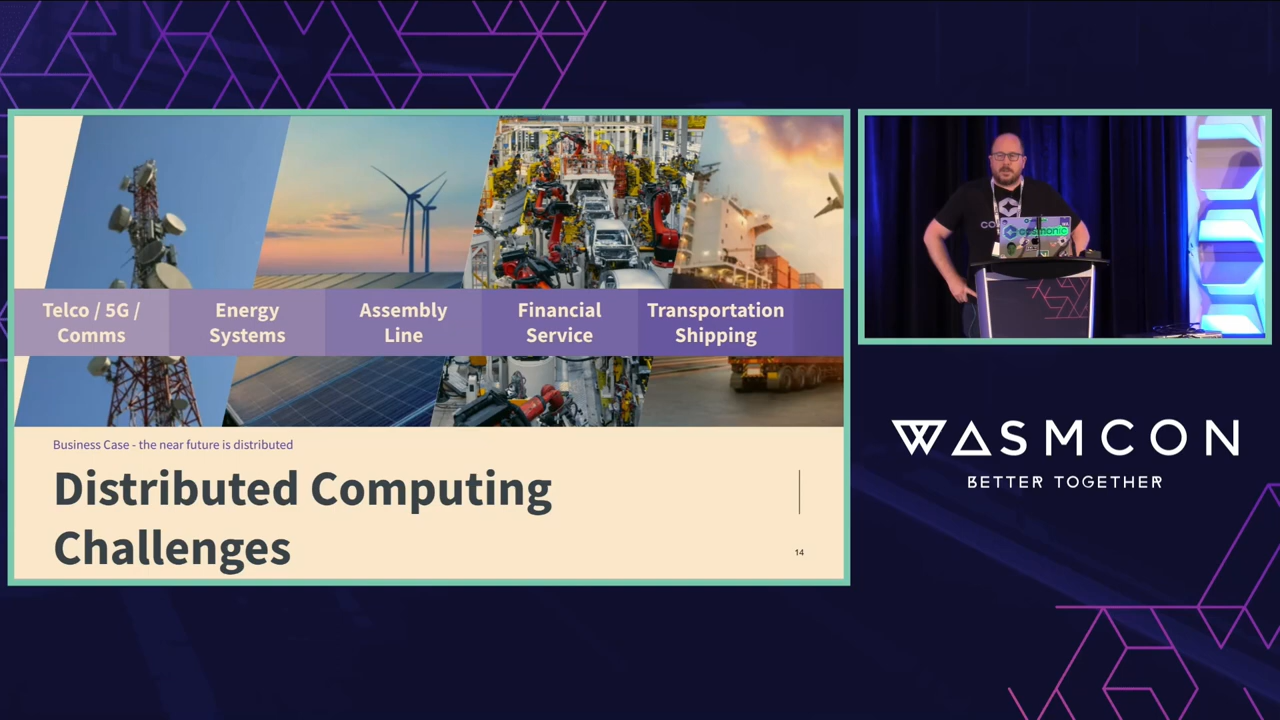 Telco / 5G /
Comms
Energy
Systems
Assembly
Line
Financial
Service
Transportation
Shipping
Business Case - the near future is distributed
Distributed Computing
Challenges
14
cosmonic
WASMCON
BETTER TOGETHER